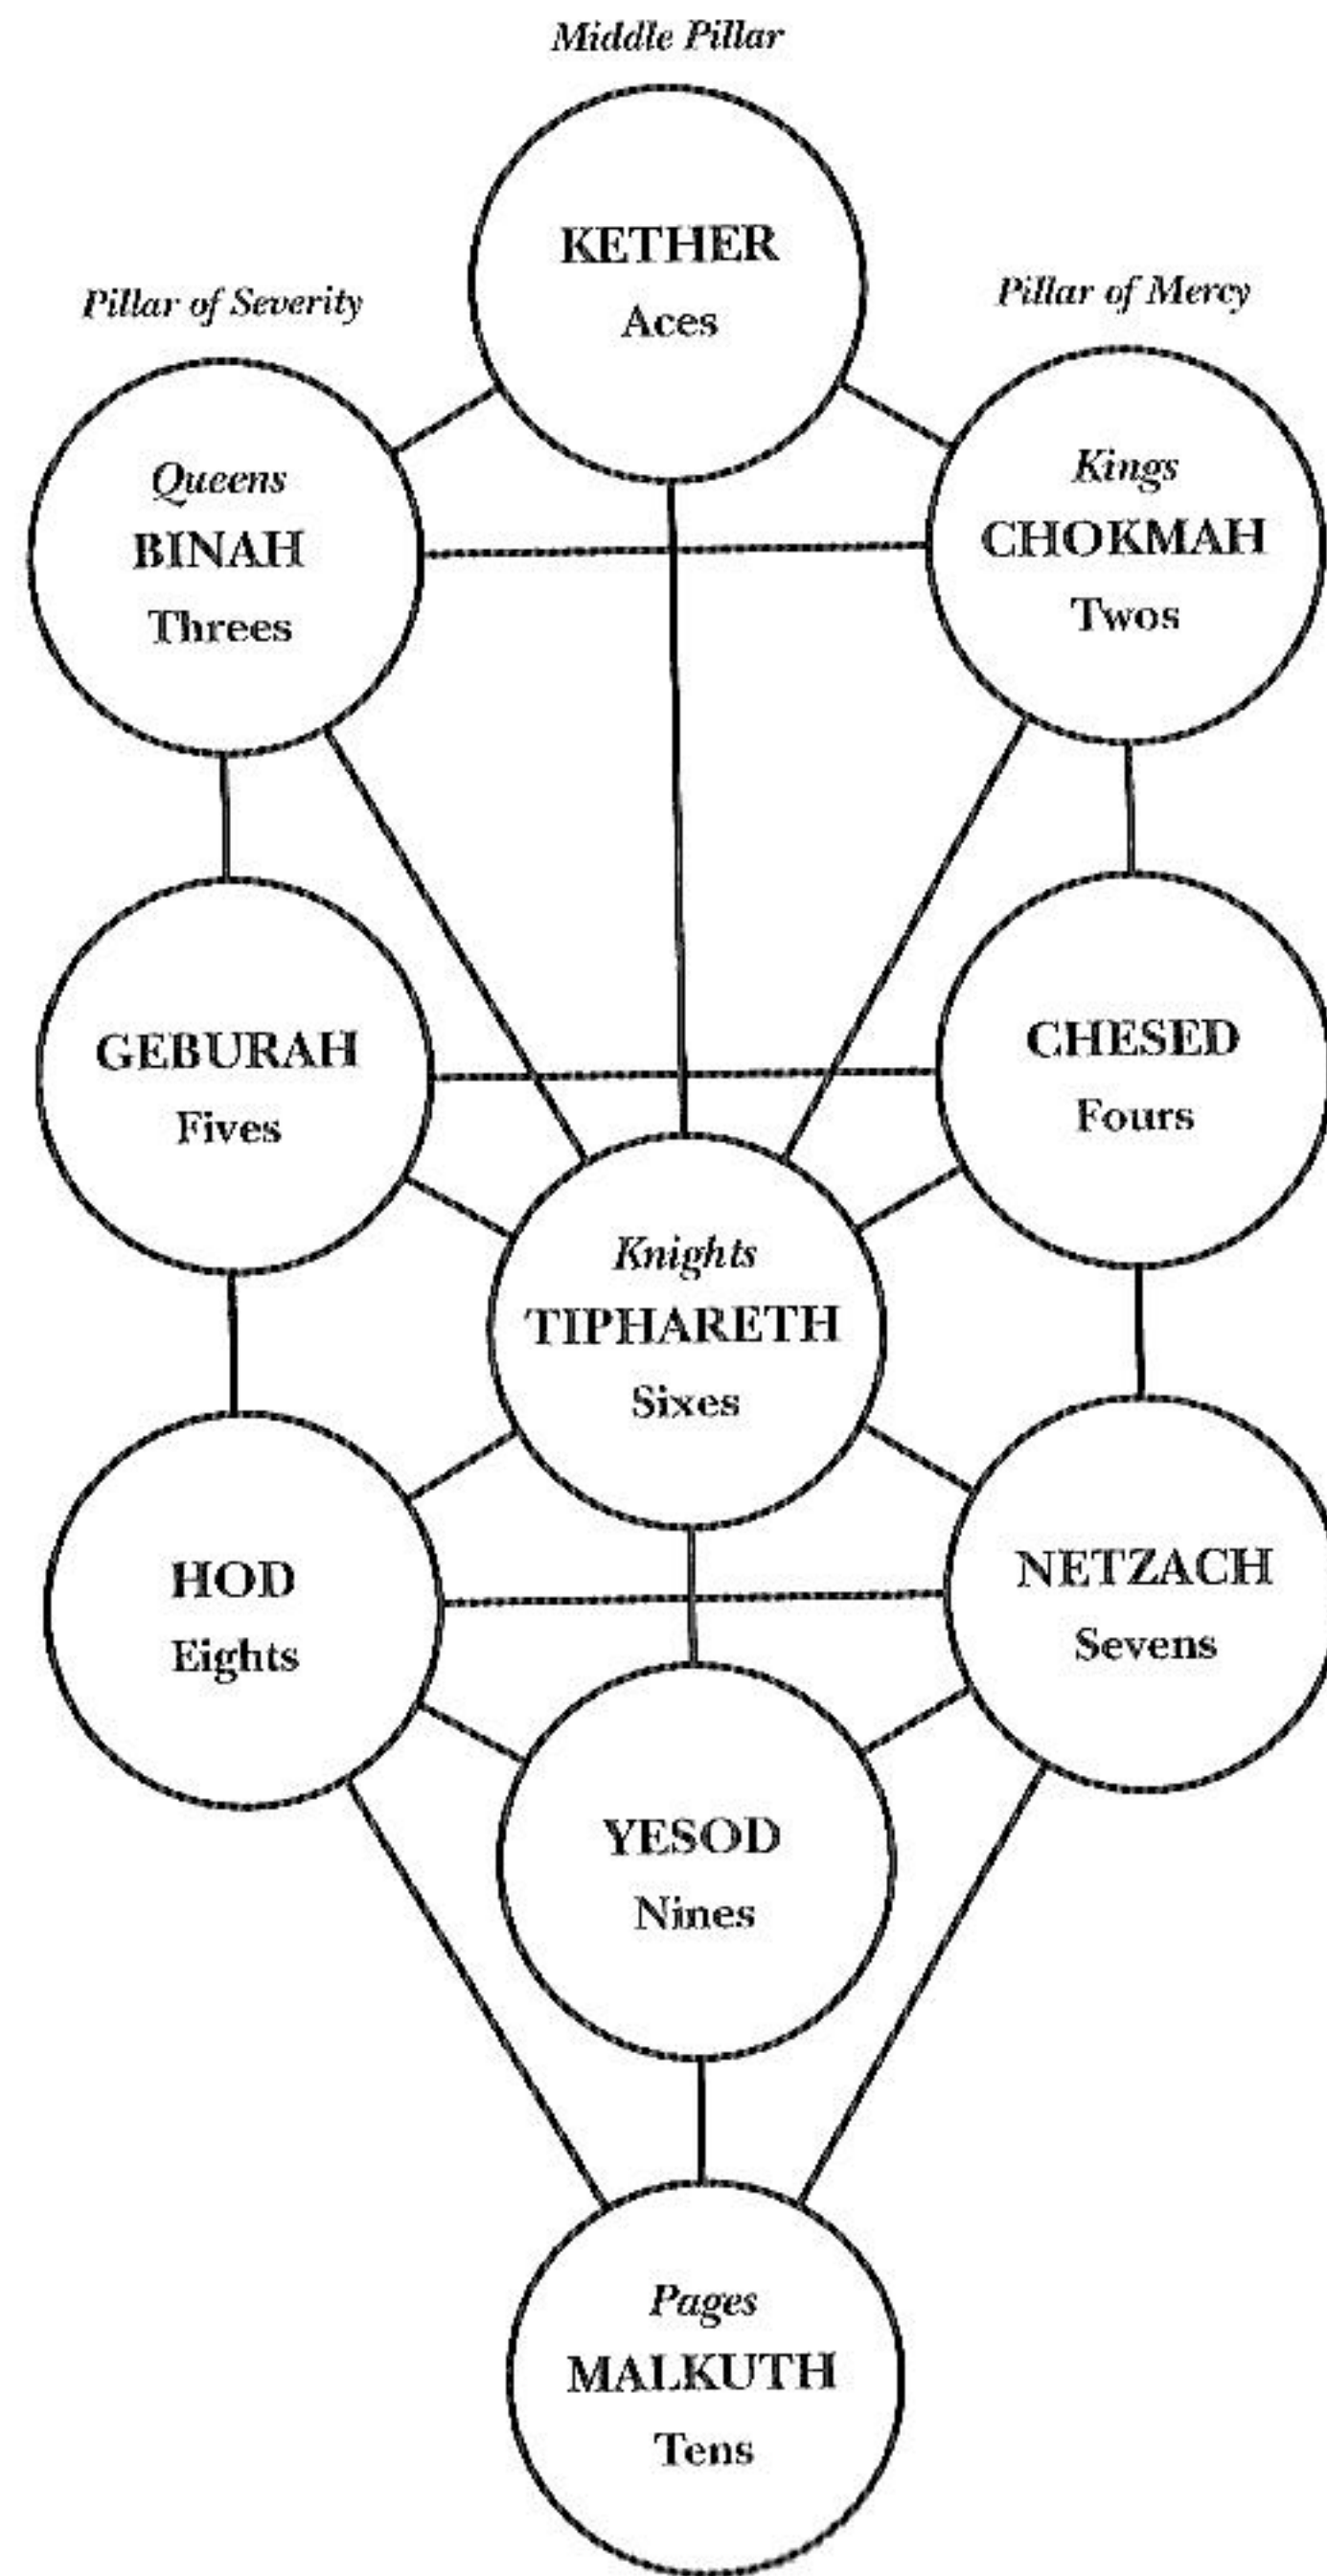 Middle Pillar
KETHER
Aces
Pillar of Severity
Pillar of Mercy
Queens
BINAH
Threes
Kings
CHOKMAH
Twos
GEBURAH
Fives
CHESED
Fours
Knights
TIPHARETH
Sixes
HOD
Eights
NETZACH
Sevens
YESOD
Nines
Pages
MALKUTH
Tens